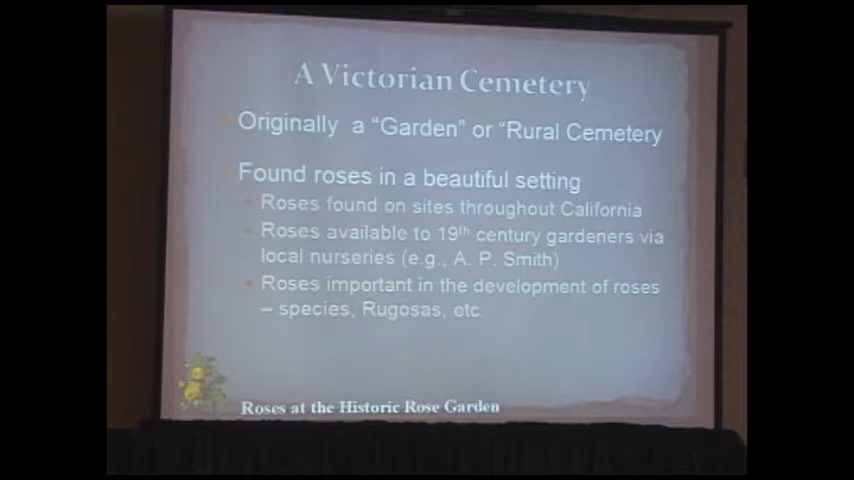 A Victorian Cemetery
Originally a “Garden” or “Rural Cemetery
Found roses in a beautiful setting
Roses found on sites throughout California
Roses available to 19th century gardeners via
local nurseries (e.g., A. P. Smith)
Roses important in the development of roses
– species, Rugosas, etc.
Roses at the Historic Rose Garden